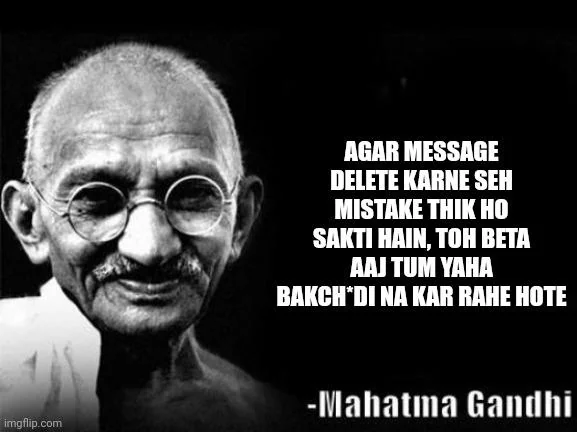 AGAR MESSAGE
DELETE KARNE SEH
MISTAKE THIK HO
SAKTI HAIN, TOH BETA
AAJ TUM YAHA
BAKCH*DI NA KAR RAHE HOTE
-Mahatma Gandhi
imgflip.com